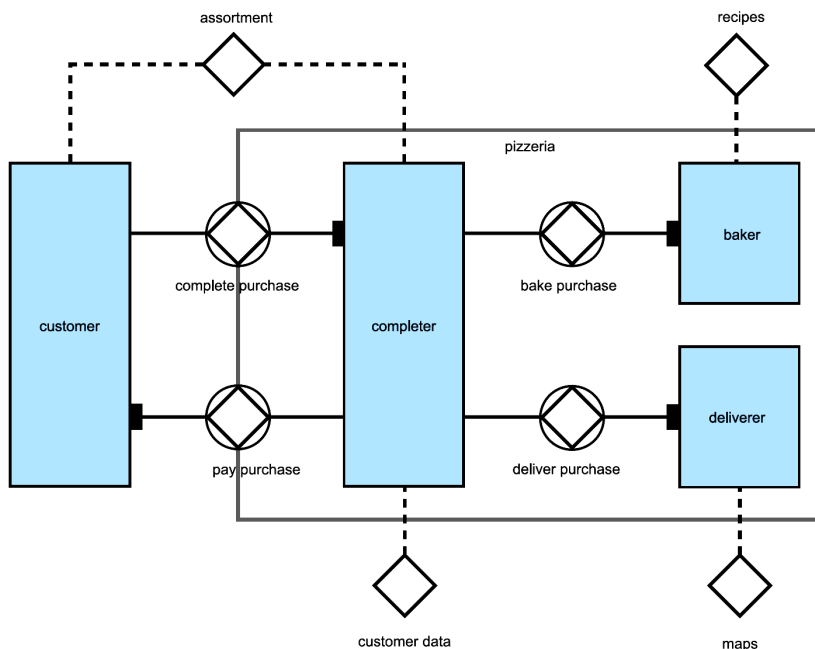 assortment
recipes
pizzeria
baker
complete purchase
bake purchase
customer
completer
deliverer
pay purchase
deliver purchase
customer data
maps